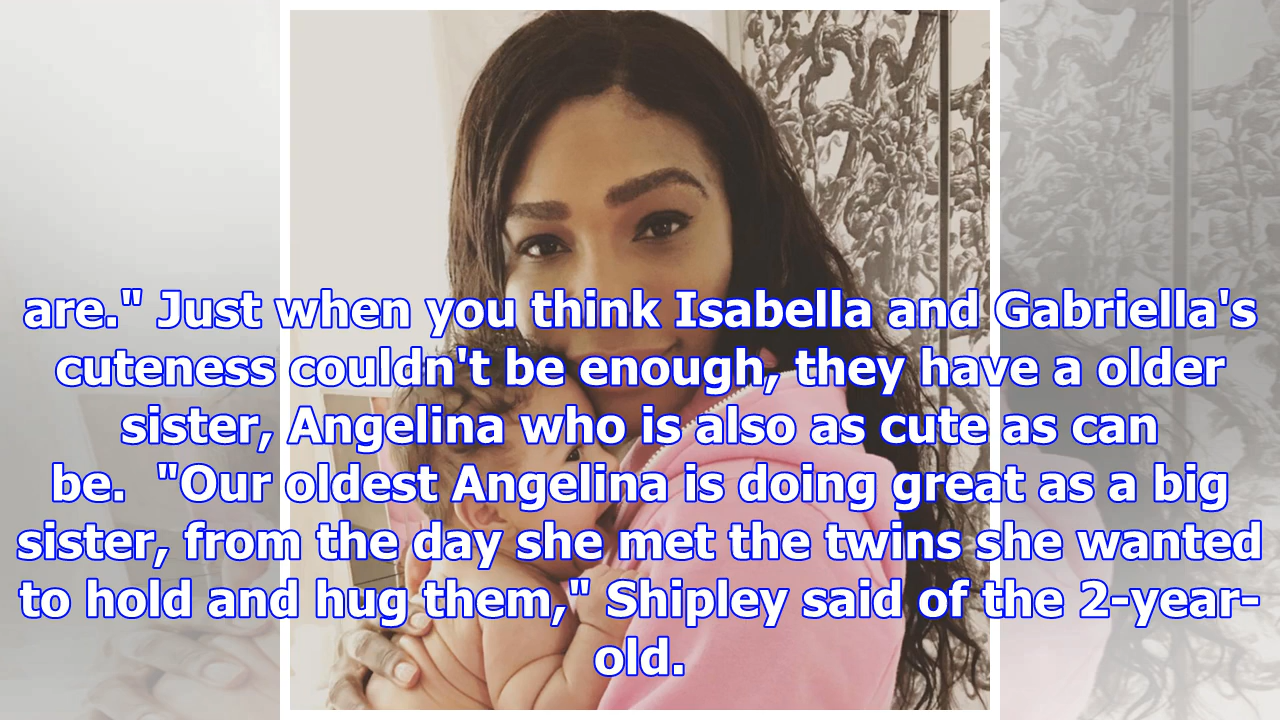 are." Just when you think Isabella and Gabriella's
cuteness couldn't be enough, they have a older
sister, Angelina who is also as cute as can
be.  "Our oldest Angelina is doing great as a big
sister, from the day she met the twins she wanted
to hold and hug them," Shipley said of the 2-year-
old.